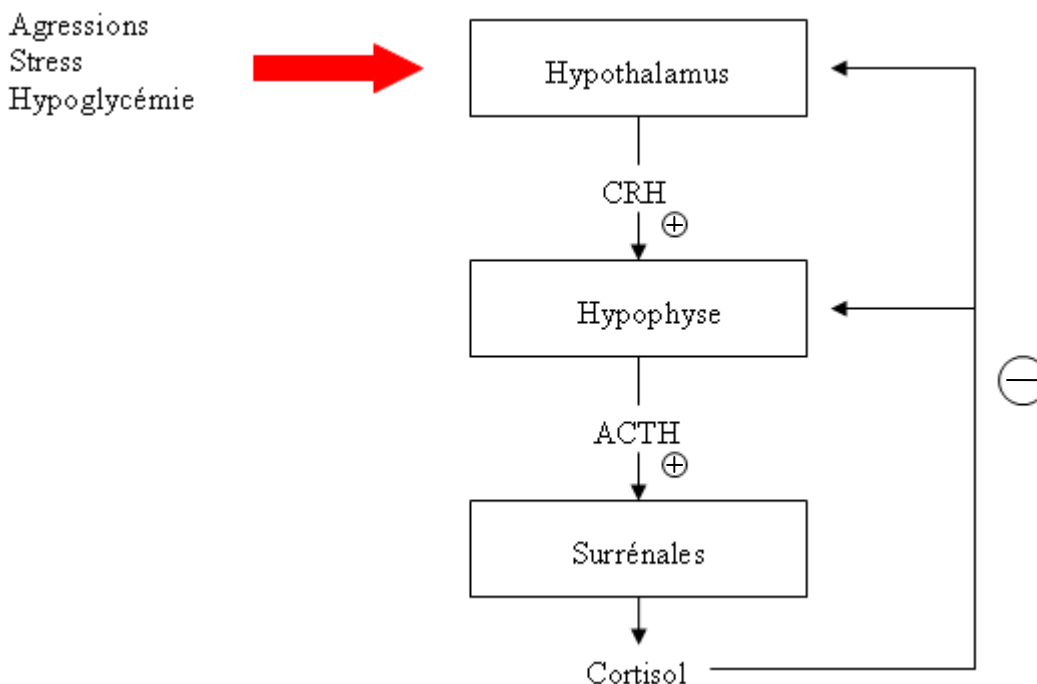 Agressions
Stress
Hypoglycémie
Hypothalamus
CRH
+
Hypophyse
−
ACTH
+
Surrénales
Cortisol